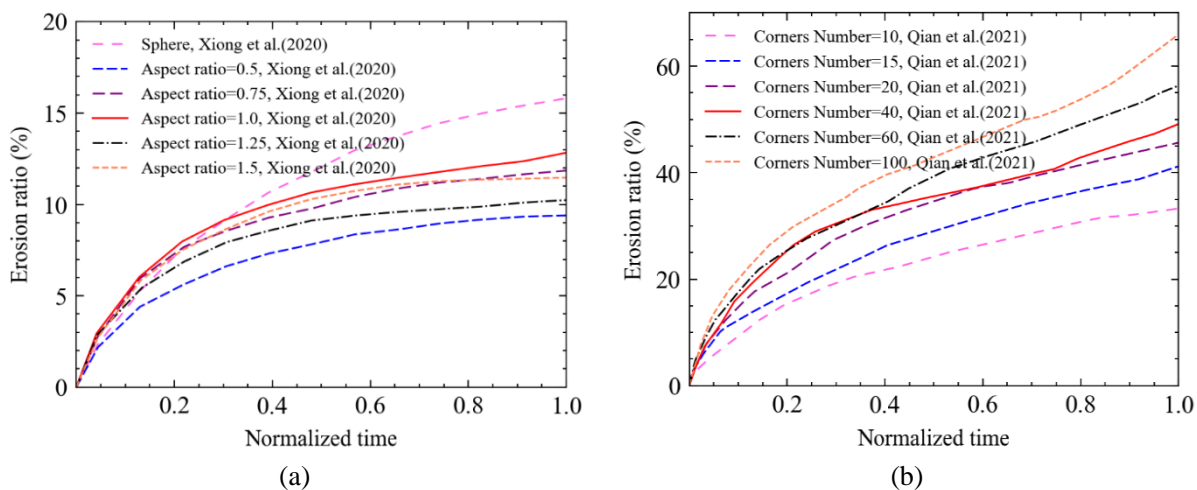 20
15
10
5
0
Erosion ratio (%)
Sphere, Xiong et al.(2020)
Aspect ratio=0.5, Xiong et al.(2020)
Aspect ratio=0.75, Xiong et al.(2020)
Aspect ratio=1.0, Xiong et al.(2020)
Aspect ratio=1.25, Xiong et al.(2020)
Aspect ratio=1.5, Xiong et al.(2020)
0.2 0.4 0.6 0.8 1.0
Normalized time
(a)
60
40
20
0
Erosion ratio (%)
Corners Number=10, Qian et al.(2021)
Corners Number=15, Qian et al.(2021)
Corners Number=20, Qian et al.(2021)
Corners Number=40, Qian et al.(2021)
Corners Number=60, Qian et al.(2021)
Corners Number=100, Qian et al.(2021)
0.2 0.4 0.6 0.8 1.0
Normalized time
(b)